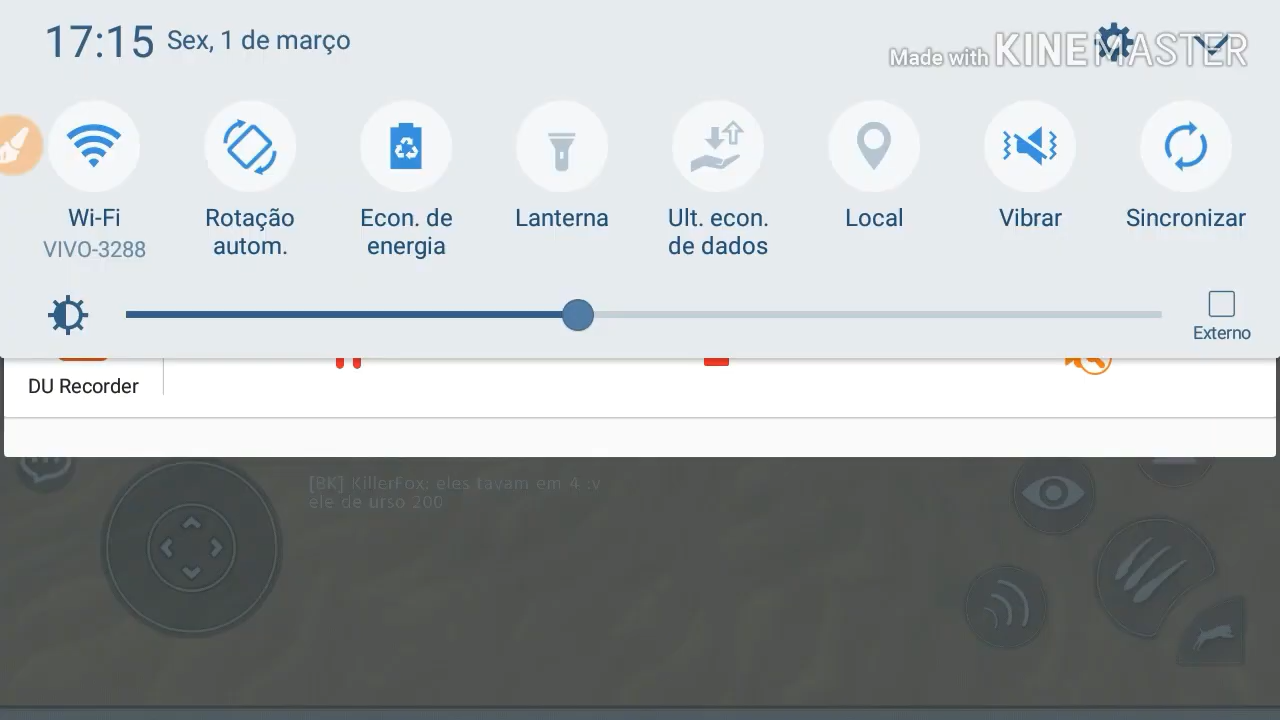 17:15 Sex, 1 de março
Made with KINEMASTER
Wi-Fi
VIVO-3288
Rotação
autom.
Econ. de
energia
Lanterna
Ult. econ.
de dados
Local
Vibrar
Sincronizar
Externo
DU Recorder
[BK] KillerFox: eles tavam em 4 :v
ele de urso 200